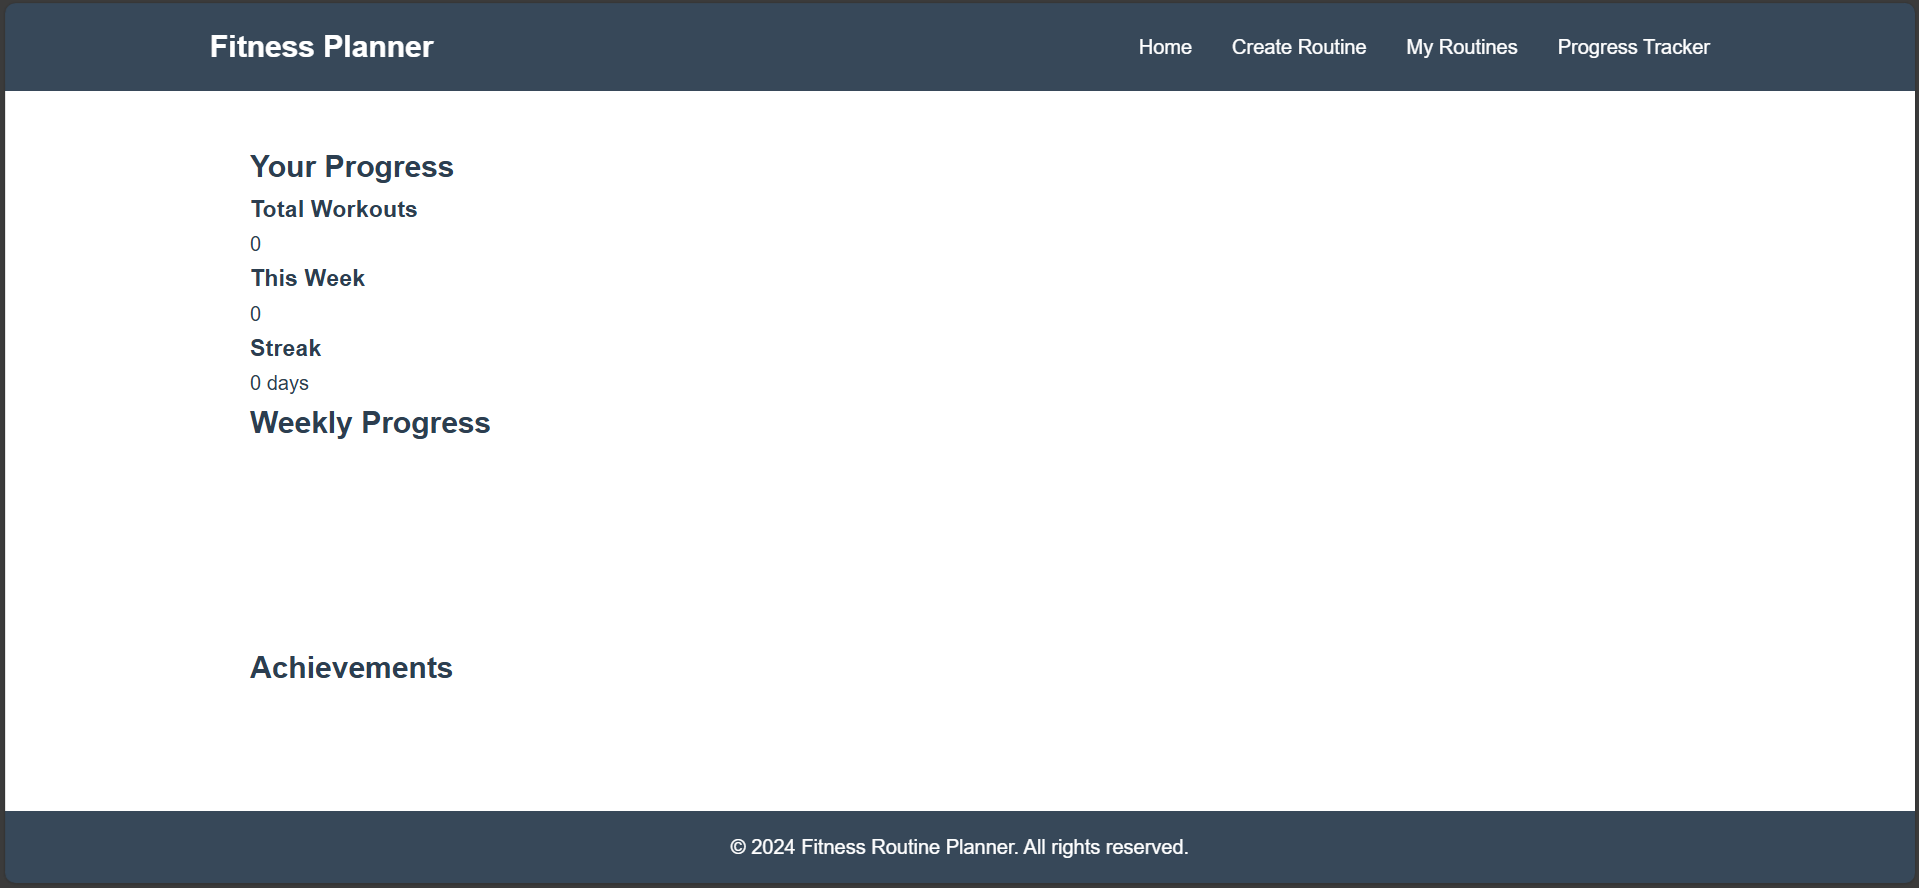 Fitness Planner
Home Create Routine My Routines Progress Tracker
Your Progress
Total Workouts
0
This Week
0
Streak
0 days
Weekly Progress
Achievements
© 2024 Fitness Routine Planner. All rights reserved.